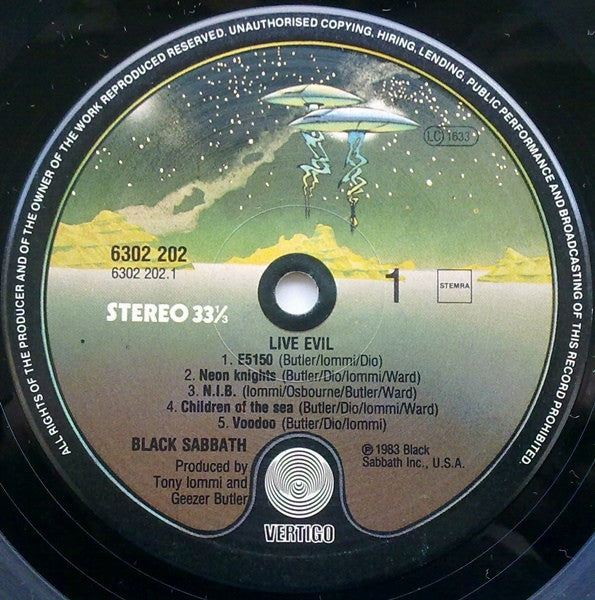 ALL RIGHTS OF THE PRODUCER AND OF THE OWNER OF THE WORK REPRODUCED RESERVED. UNAUTHORISED COPYING, HIRING, LENDING, PUBLIC PERFORMANCE AND BROADCASTING OF THIS RECORD PROHIBITED.
LC 1633
6302 202
6302 202.1
1
STEMRA
STEREO 33⅓
LIVE EVIL
1. E5150 (Butler/Iommi/Dio)
2. Neon knights (Butler/Dio/Iommi/Ward)
3. N.I.B. (Iommi/Osbourne/Butler/Ward)
4. Children of the sea (Butler/Dio/Iommi/Ward)
5. Voodoo (Butler/Dio/Iommi)
BLACK SABBATH
Produced by
Tony Iommi and
Geezer Butler
℗ 1983 Black
Sabbath Inc., U.S.A.
VERTIGO